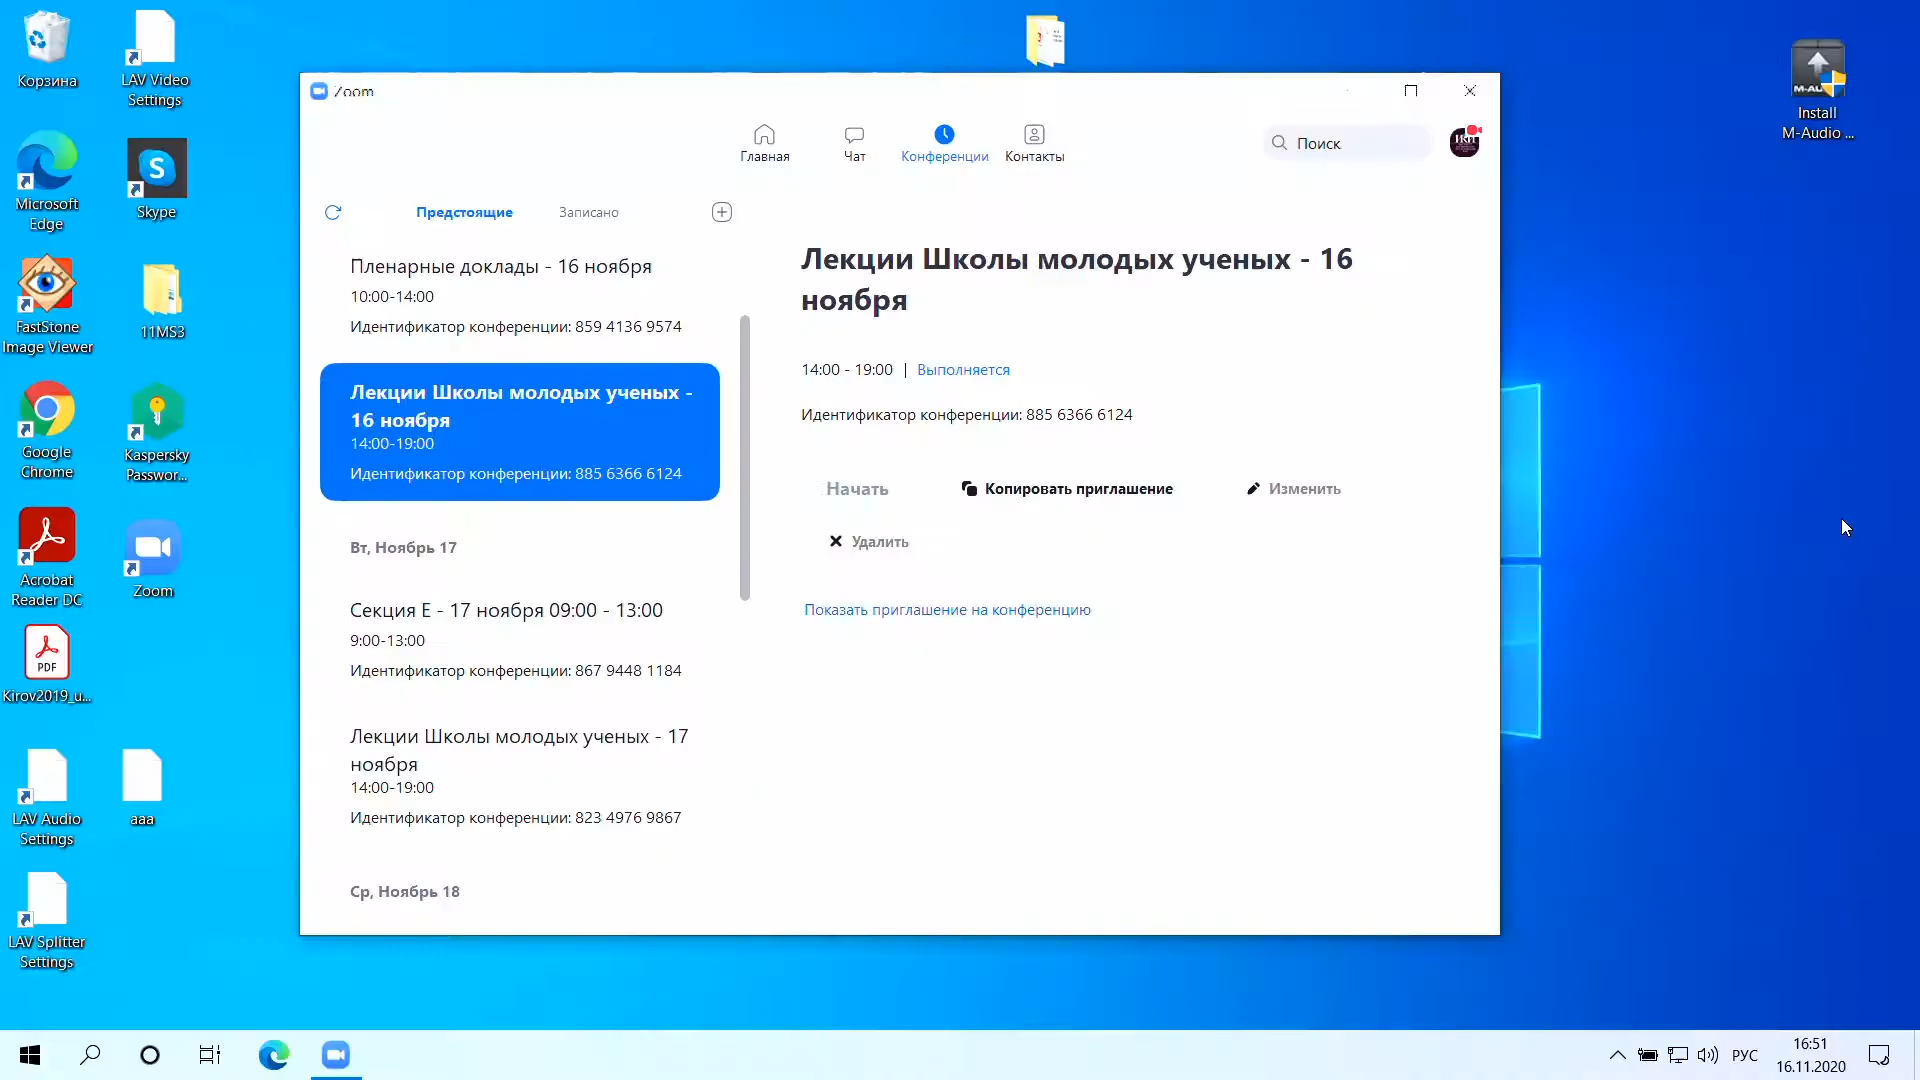 Корзина
LAV Video
Settings
Microsoft
Edge
Skype
FastStone
Image Viewer
11MS3
Google
Chrome
Kaspersky
Passwor...
Acrobat
Reader DC
Zoom
PDF
Kirov2019_u...
LAV Audio
Settings
aaa
LAV Splitter
Settings
Install
M-Audio ...
Zoom
Главная
Чат
Конференции
Контакты
Поиск
Предстоящие
Записано
Пленарные доклады - 16 ноября
10:00-14:00
Идентификатор конференции: 859 4136 9574
Лекции Школы молодых ученых -
16 ноября
14:00-19:00
Идентификатор конференции: 885 6366 6124
Вт, Ноябрь 17
Секция E - 17 ноября 09:00 - 13:00
9:00-13:00
Идентификатор конференции: 867 9448 1184
Лекции Школы молодых ученых - 17
ноября
14:00-19:00
Идентификатор конференции: 823 4976 9867
Ср, Ноябрь 18
Лекции Школы молодых ученых - 16
ноября
14:00 - 19:00 | Выполняется
Идентификатор конференции: 885 6366 6124
Начать
Копировать приглашение
Изменить
Удалить
Показать приглашение на конференцию
РУС
16:51
16.11.2020